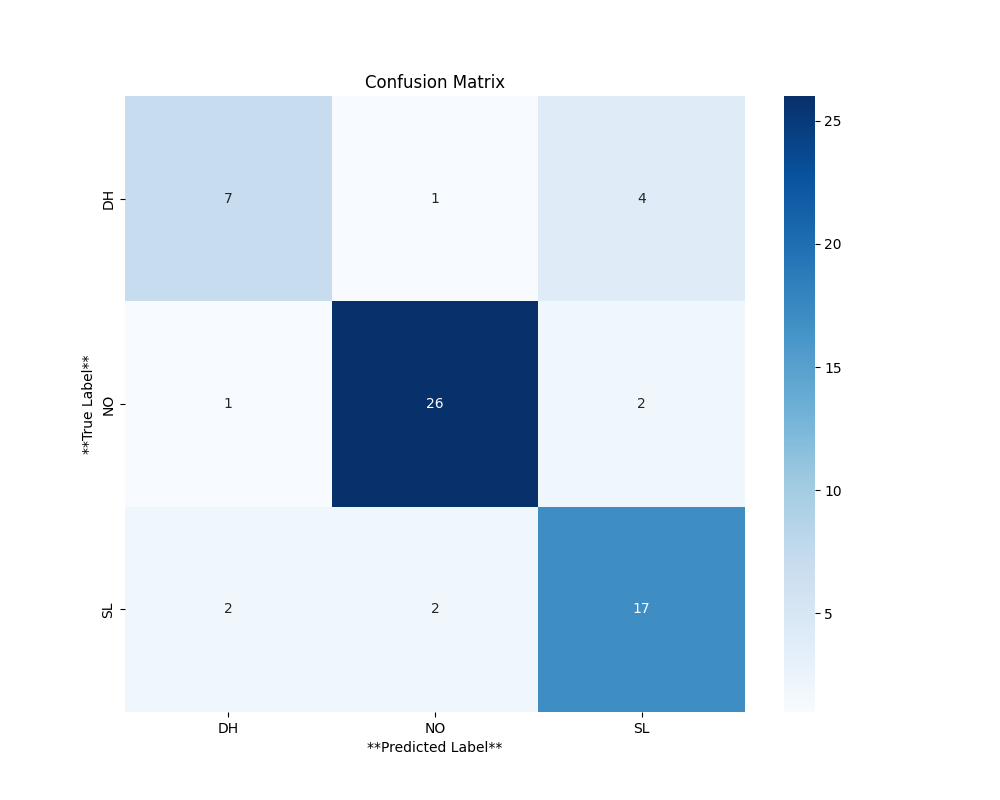 Confusion Matrix
DH
7
1
4
25
20
**True Label**
NO
1
26
2
15
10
SL
2
2
17
5
DH
NO
SL
**Predicted Label**